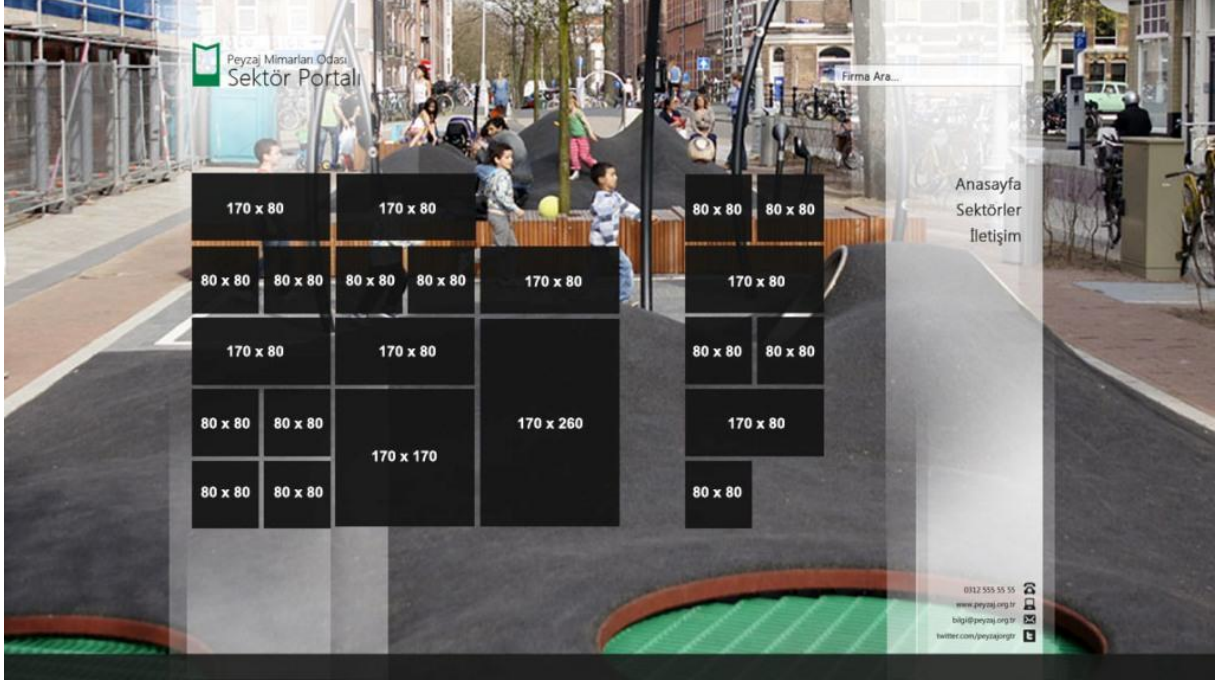 Peyzaj Mimarları Odası
Sektör Portalı
Firma Ara...
Anasayfa
Sektörler
İletişim
170 x 80
170 x 80
80 x 80
80 x 80
80 x 80
80 x 80
80 x 80
80 x 80
170 x 80
170 x 80
170 x 80
170 x 80
170 x 260
80 x 80
80 x 80
80 x 80
80 x 80
170 x 170
170 x 80
80 x 80
80 x 80
80 x 80
0312 555 55 55
www.peyzaj.org.tr
bilgi@peyzaj.org.tr
twitter.com/peyzajorgtr